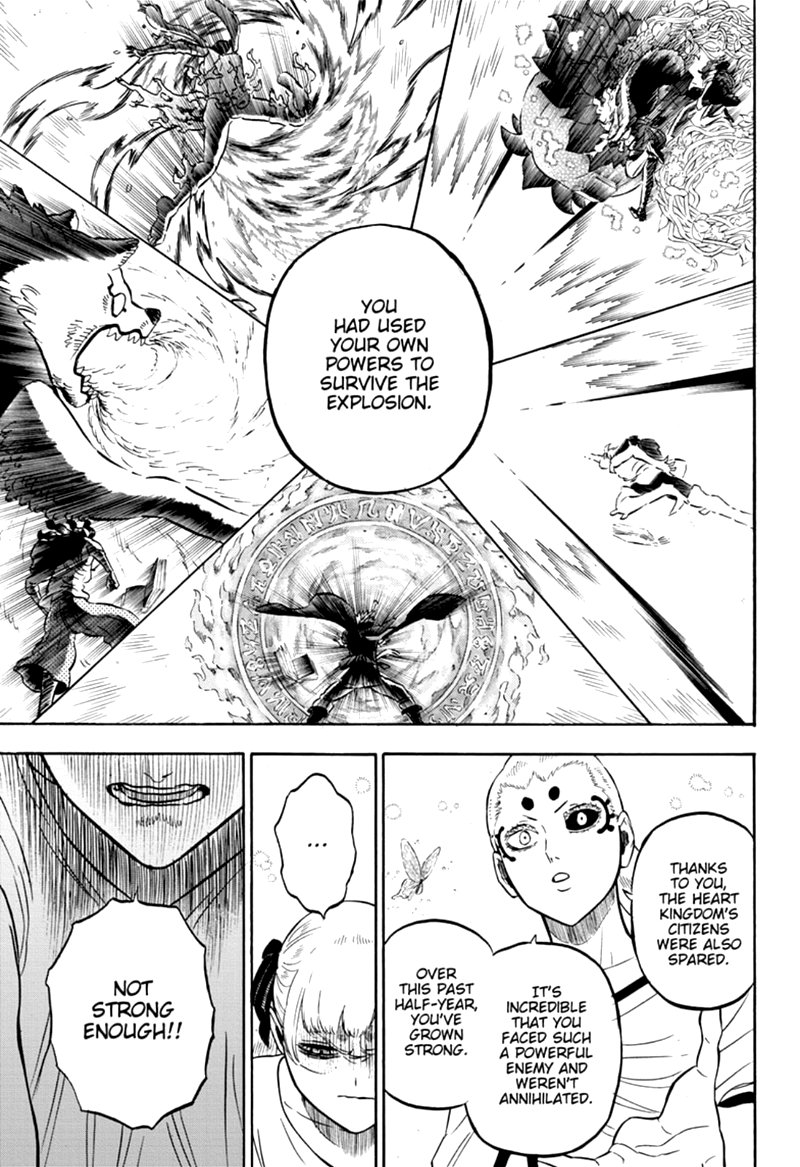 YOU
HAD USED
YOUR OWN
POWERS TO
SURVIVE THE
EXPLOSION.
THANKS
TO YOU,
THE HEART
KINGDOM'S
CITIZENS
WERE ALSO
SPARED.
IT'S
INCREDIBLE
THAT YOU
FACED SUCH
A POWERFUL
ENEMY AND
WEREN'T
ANNIHILATED.
OVER
THIS PAST
HALF-YEAR,
YOU'VE
GROWN
STRONG.
...
NOT
STRONG
ENOUGH!!